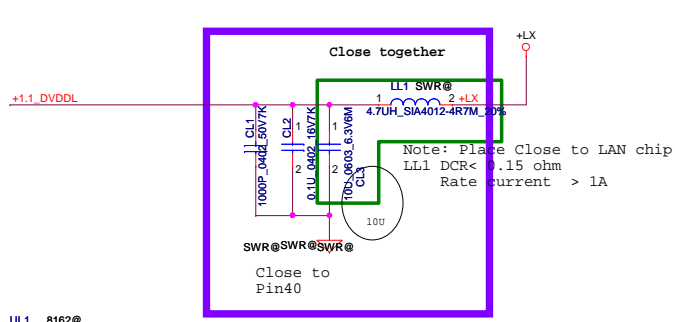 +LX
Close together
LL1 SWR@
+1.1_DVDDL
1 2 +LX
4.7UH_SIA4012-4R7M_20%
CL1
1000P_0402_50V7K
CL2
1
2
0.1U_0402_16V7K
1
2
10U_0603_6.3V6M
CL3
Note: Place Close to LAN chip
LL1 DCR< 0.15 ohm
Rate current > 1A
10U
SWR@ SWR@ SWR@
Close to
Pin40
UL1 8162@